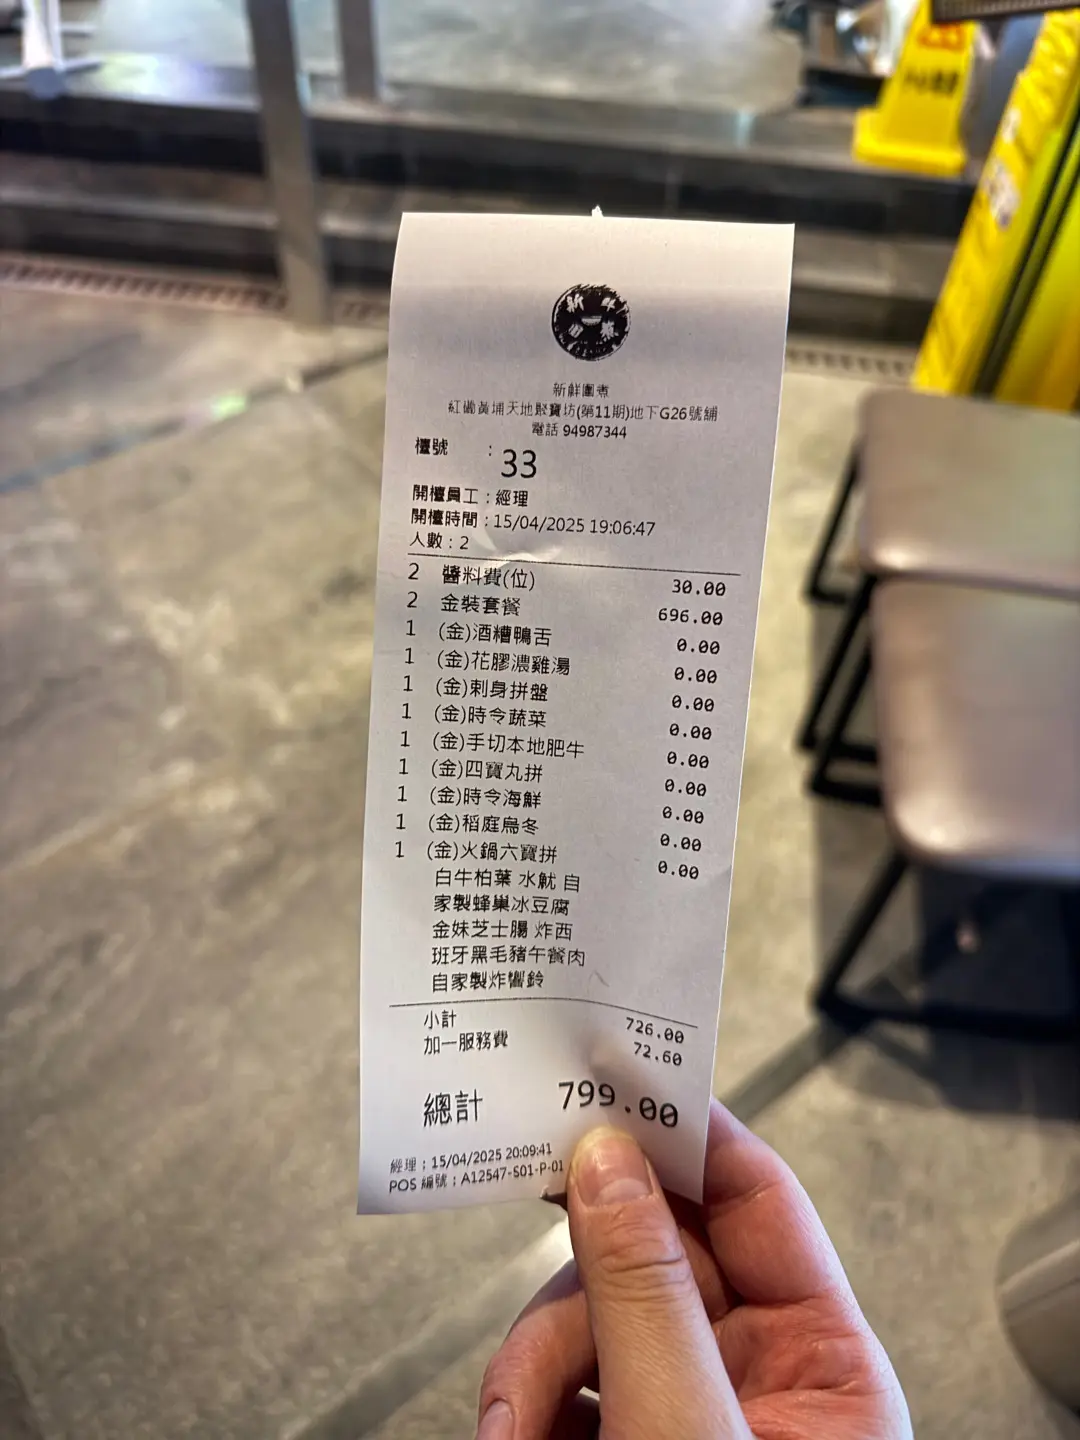 新鮮圍煮
紅磡黃埔天地聚寶坊(第11期)地下G26號舖
電話 94987344
檯號 : 33
開檯員工 : 經理
開檯時間 : 15/04/2025 19:06:47
人數 : 2
2 醬料費(位) 30.00
2 金裝套餐 696.00
1 (金)酒糟鴨舌 0.00
1 (金)花膠濃雞湯 0.00
1 (金)刺身拼盤 0.00
1 (金)時令蔬菜 0.00
1 (金)手切本地肥牛 0.00
1 (金)四寶丸拼 0.00
1 (金)時令海鮮 0.00
1 (金)稻庭烏冬 0.00
1 (金)火鍋六寶拼 0.00
白牛柏葉 水魷 自
家製蜂巢冰豆腐
金妹芝士腸 炸西
班牙黑毛豬午餐肉
自家製炸響鈴
小計 726.00
加一服務費 72.60
總計 799.00
經理 : 15/04/2025 20:09:41
POS 編號 : A12547-S01-P-01